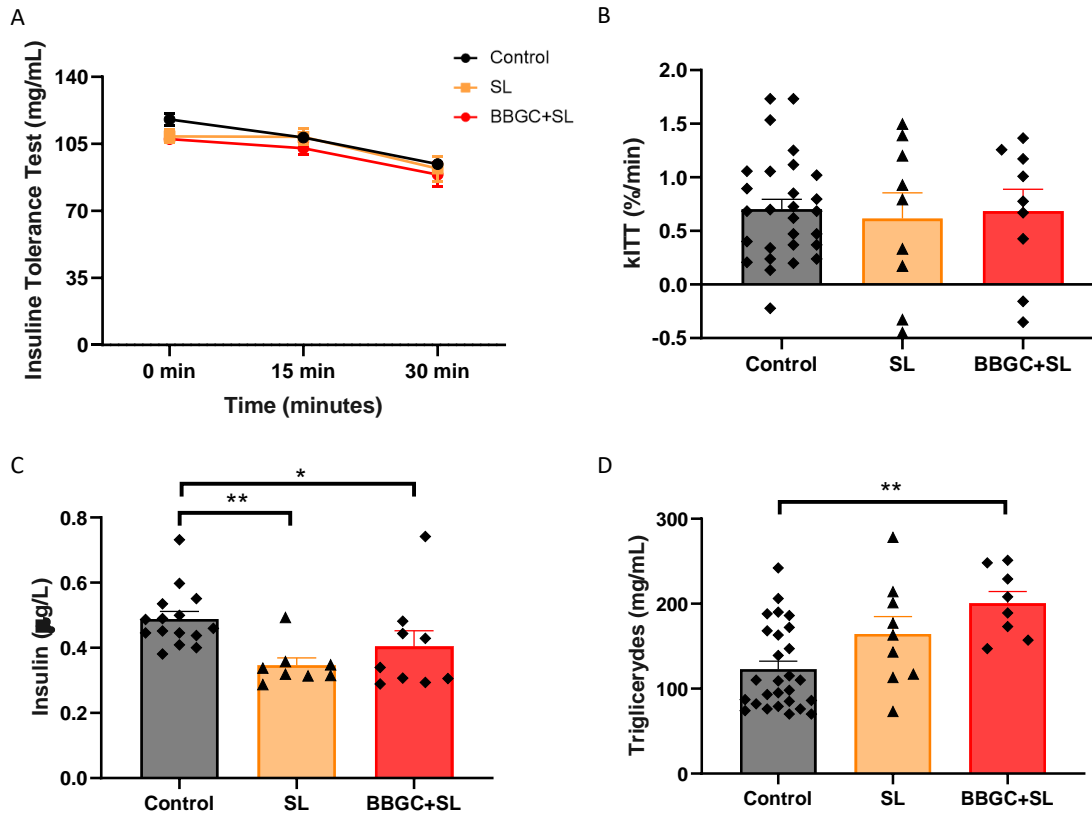 A
Insuline Tolerance Test (mg/mL)
140
105
70
35
0
0 min 15 min 30 min
Time (minutes)
Control
SL
BBGC+SL
B
kITT (%/min)
2.0
1.5
1.0
0.5
0.0
-0.5
Control SL BBGC+SL
C
*
**
Insulin (μg/L)
0.8
0.6
0.4
0.2
0.0
Control SL BBGC+SL
D
**
Triglicerydes (mg/mL)
300
200
100
0
Control SL BBGC+SL